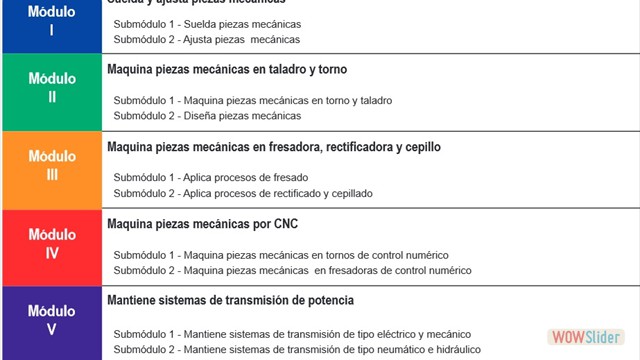 Suelda y ajusta piezas mecánicas
Módulo
I
Submódulo 1 - Suelda piezas mecánicas
Submódulo 2 - Ajusta piezas  mecánicas
Módulo
II
Maquina piezas mecánicas en taladro y torno
Submódulo 1 - Maquina piezas mecánicas en torno y taladro
Submódulo 2 - Diseña piezas mecánicas
Módulo
III
Maquina piezas mecánicas en fresadora, rectificadora y cepillo
Submódulo 1 - Aplica procesos de fresado
Submódulo 2 - Aplica procesos de rectificado y cepillado
Módulo
IV
Maquina piezas mecánicas por CNC
Submódulo 1 - Maquina piezas mecánicas en tornos de control numérico
Submódulo 2 - Maquina piezas mecánicas  en fresadoras de control numérico
Módulo
V
Mantiene sistemas de transmisión de potencia
Submódulo 1 - Mantiene sistemas de transmisión de tipo eléctrico y mecánico
Submódulo 2 - Mantiene sistemas de transmisión de tipo neumático e hidráulico
WOWSlider